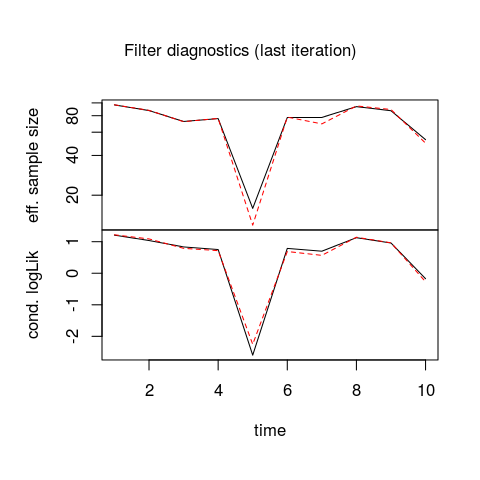 Filter diagnostics (last iteration)
eff. sample size
80
40
20
cond. logLik
1
0
-1
-2
2 4 6 8 10
time